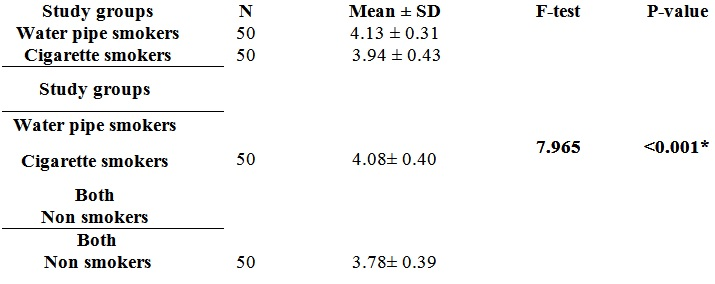 Study groups N Mean ± SD F-test P-value
Water pipe smokers 50 4.13 ± 0.31
Cigarette smokers 50 3.94 ± 0.43
Study groups
Water pipe smokers
7.965 <0.001*
Cigarette smokers 50 4.08± 0.40
Both
Non smokers
Both
Non smokers 50 3.78± 0.39